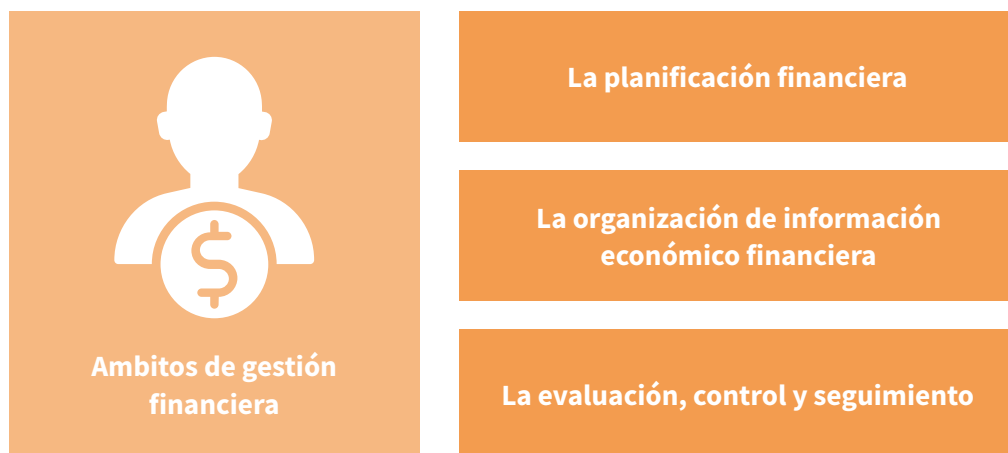 Ambitos de gestión
financiera
La planificación financiera
La organización de información
económico financiera
La evaluación, control y seguimiento